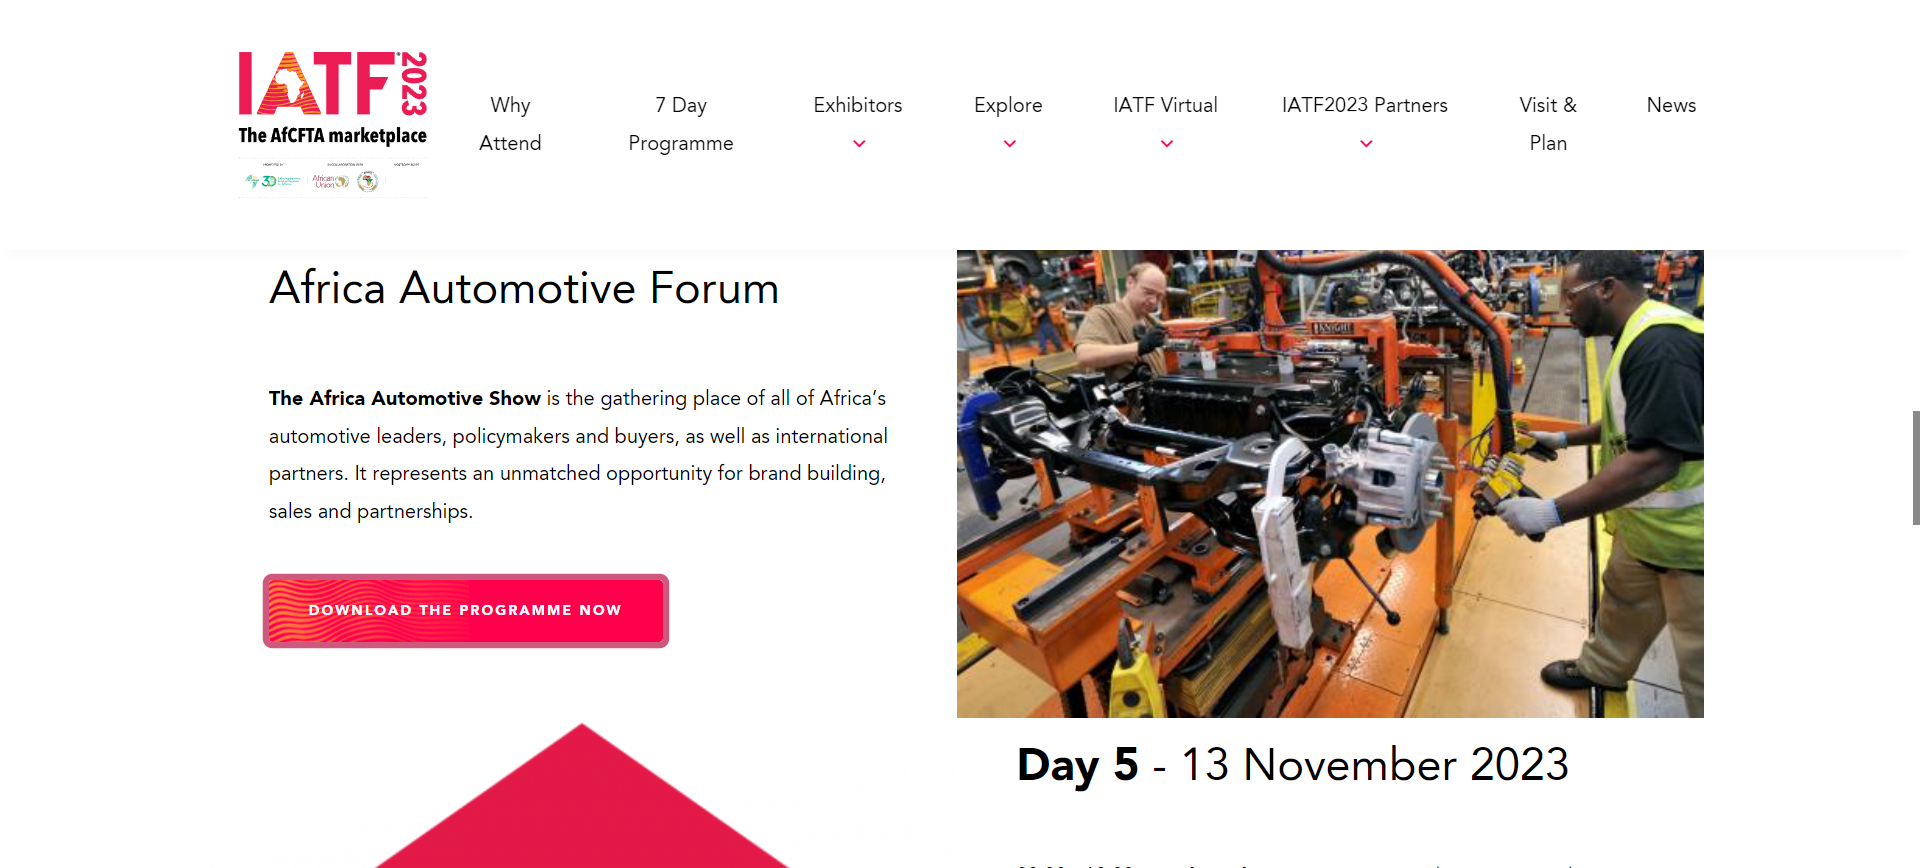 IATF 2023
The AfCFTA marketplace
African
Union
Why
Attend
7 Day
Programme
Exhibitors
Explore
IATF Virtual
IATF2023 Partners
Visit &
Plan
News
Africa Automotive Forum
KNIGHT
The Africa Automotive Show is the gathering place of all of Africa’s
automotive leaders, policymakers and buyers, as well as international
partners. It represents an unmatched opportunity for brand building,
sales and partnerships.
DOWNLOAD THE PROGRAMME NOW
Day 5 - 13 November 2023